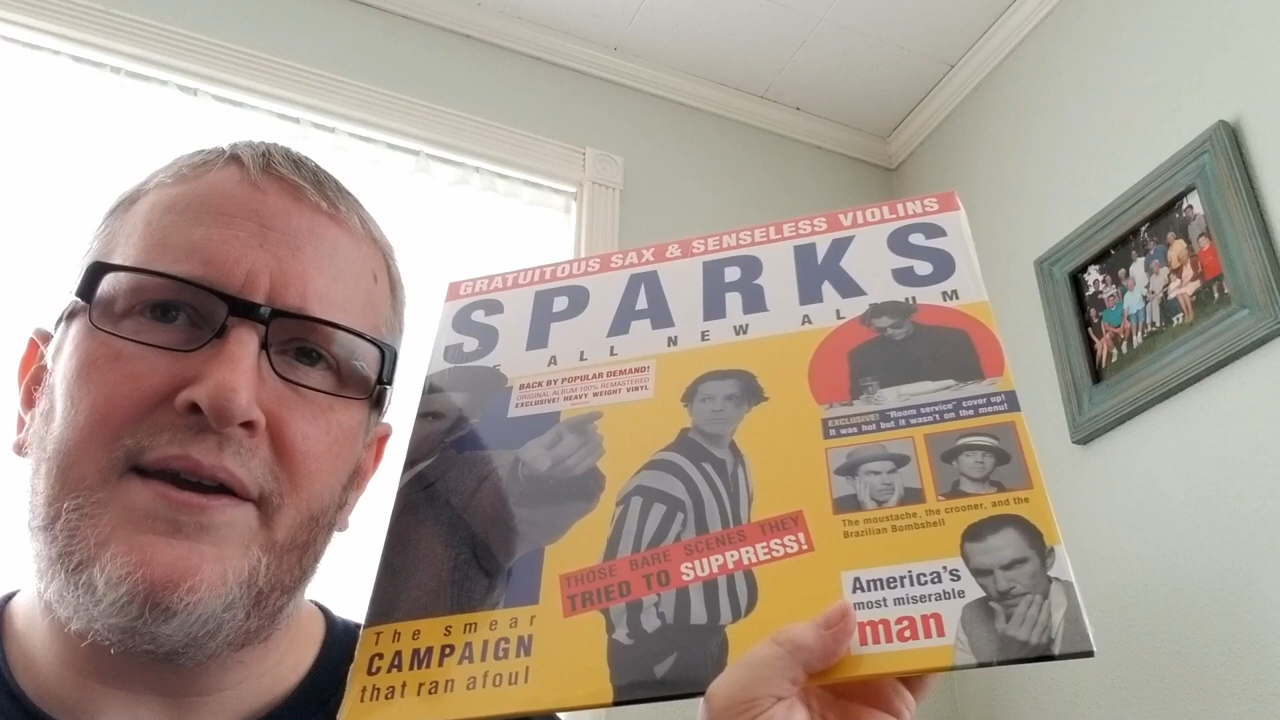 GRATUITOUS SAX & SENSELESS VIOLINS
SPARKS
ALL NEW ALBUM
BACK BY POPULAR DEMAND!
ORIGINAL ALBUM 100% REMASTERED
EXCLUSIVE! HEAVY WEIGHT VINYL
EXCLUSIVE! "Room service" cover up!
It was hot but it wasn't on the menu!
The moustache, the crooner, and the
Brazilian Bombshell
THOSE BARE SCENES THEY
TRIED TO SUPPRESS!
America's
most miserable
man
The smear
CAMPAIGN
that ran afoul